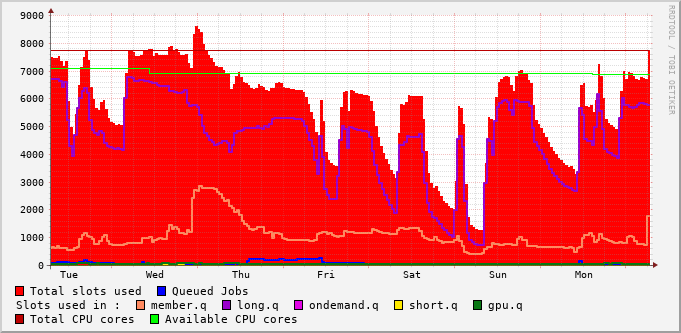 9000
8000
7000
6000
5000
4000
3000
2000
1000
0
Tue Wed Thu Fri Sat Sun Mon
Total slots used Queued Jobs
Slots used in : member.q long.q ondemand.q short.q gpu.q
Total CPU cores Available CPU cores
RRDTOOL / TOBI OETIKER